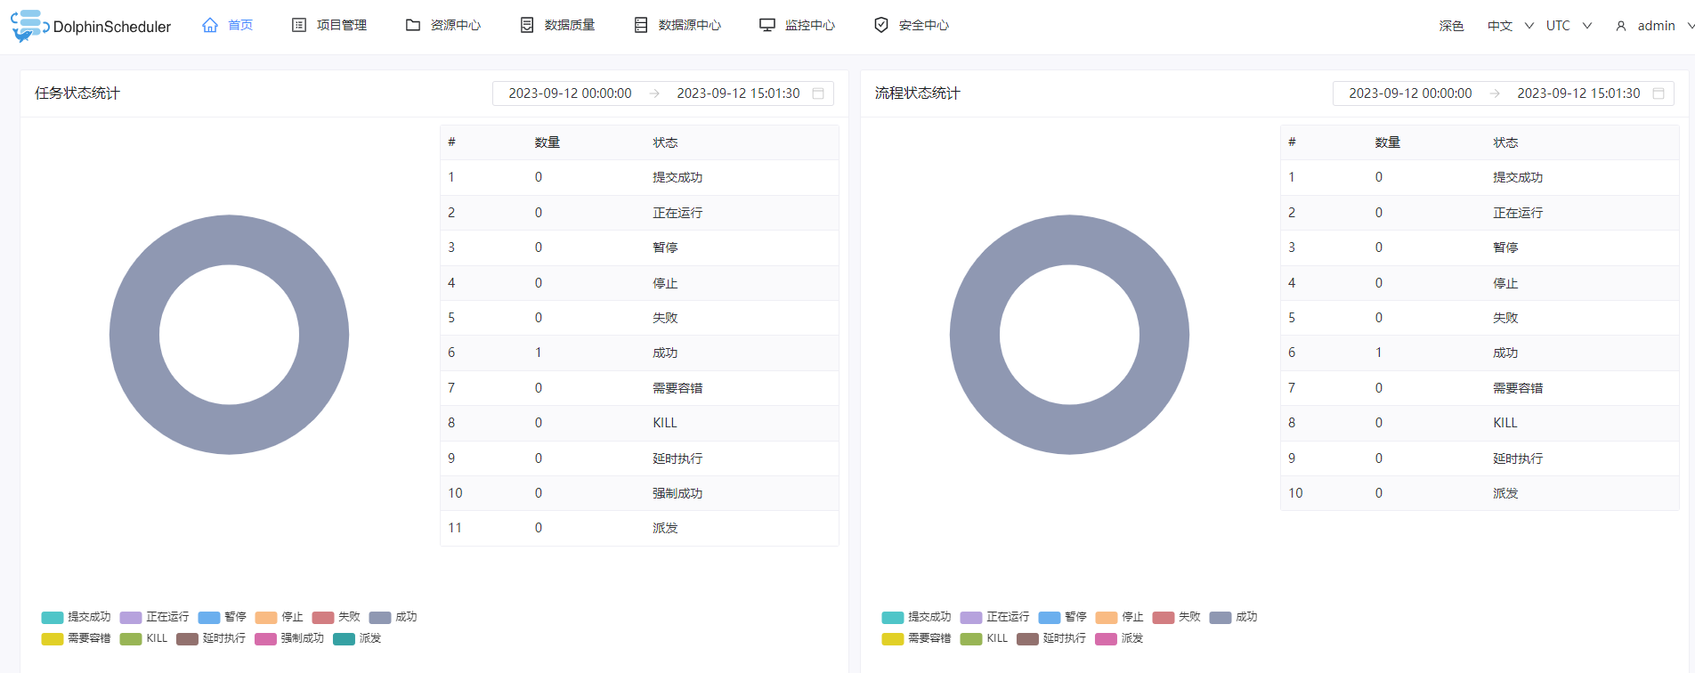 DolphinScheduler 首页 项目管理 资源中心 数据质量 数据源中心 监控中心 安全中心 深色 中文 UTC admin
任务状态统计 2023-09-12 00:00:00 → 2023-09-12 15:01:30
# 数量 状态
1 0 提交成功
2 0 正在运行
3 0 暂停
4 0 停止
5 0 失败
6 1 成功
7 0 需要容错
8 0 KILL
9 0 延时执行
10 0 强制成功
11 0 派发
提交成功 正在运行 暂停 停止 失败 成功
需要容错 KILL 延时执行 强制成功 派发
流程状态统计 2023-09-12 00:00:00 → 2023-09-12 15:01:30
# 数量 状态
1 0 提交成功
2 0 正在运行
3 0 暂停
4 0 停止
5 0 失败
6 1 成功
7 0 需要容错
8 0 KILL
9 0 延时执行
10 0 派发
提交成功 正在运行 暂停 停止 失败 成功
需要容错 KILL 延时执行 派发